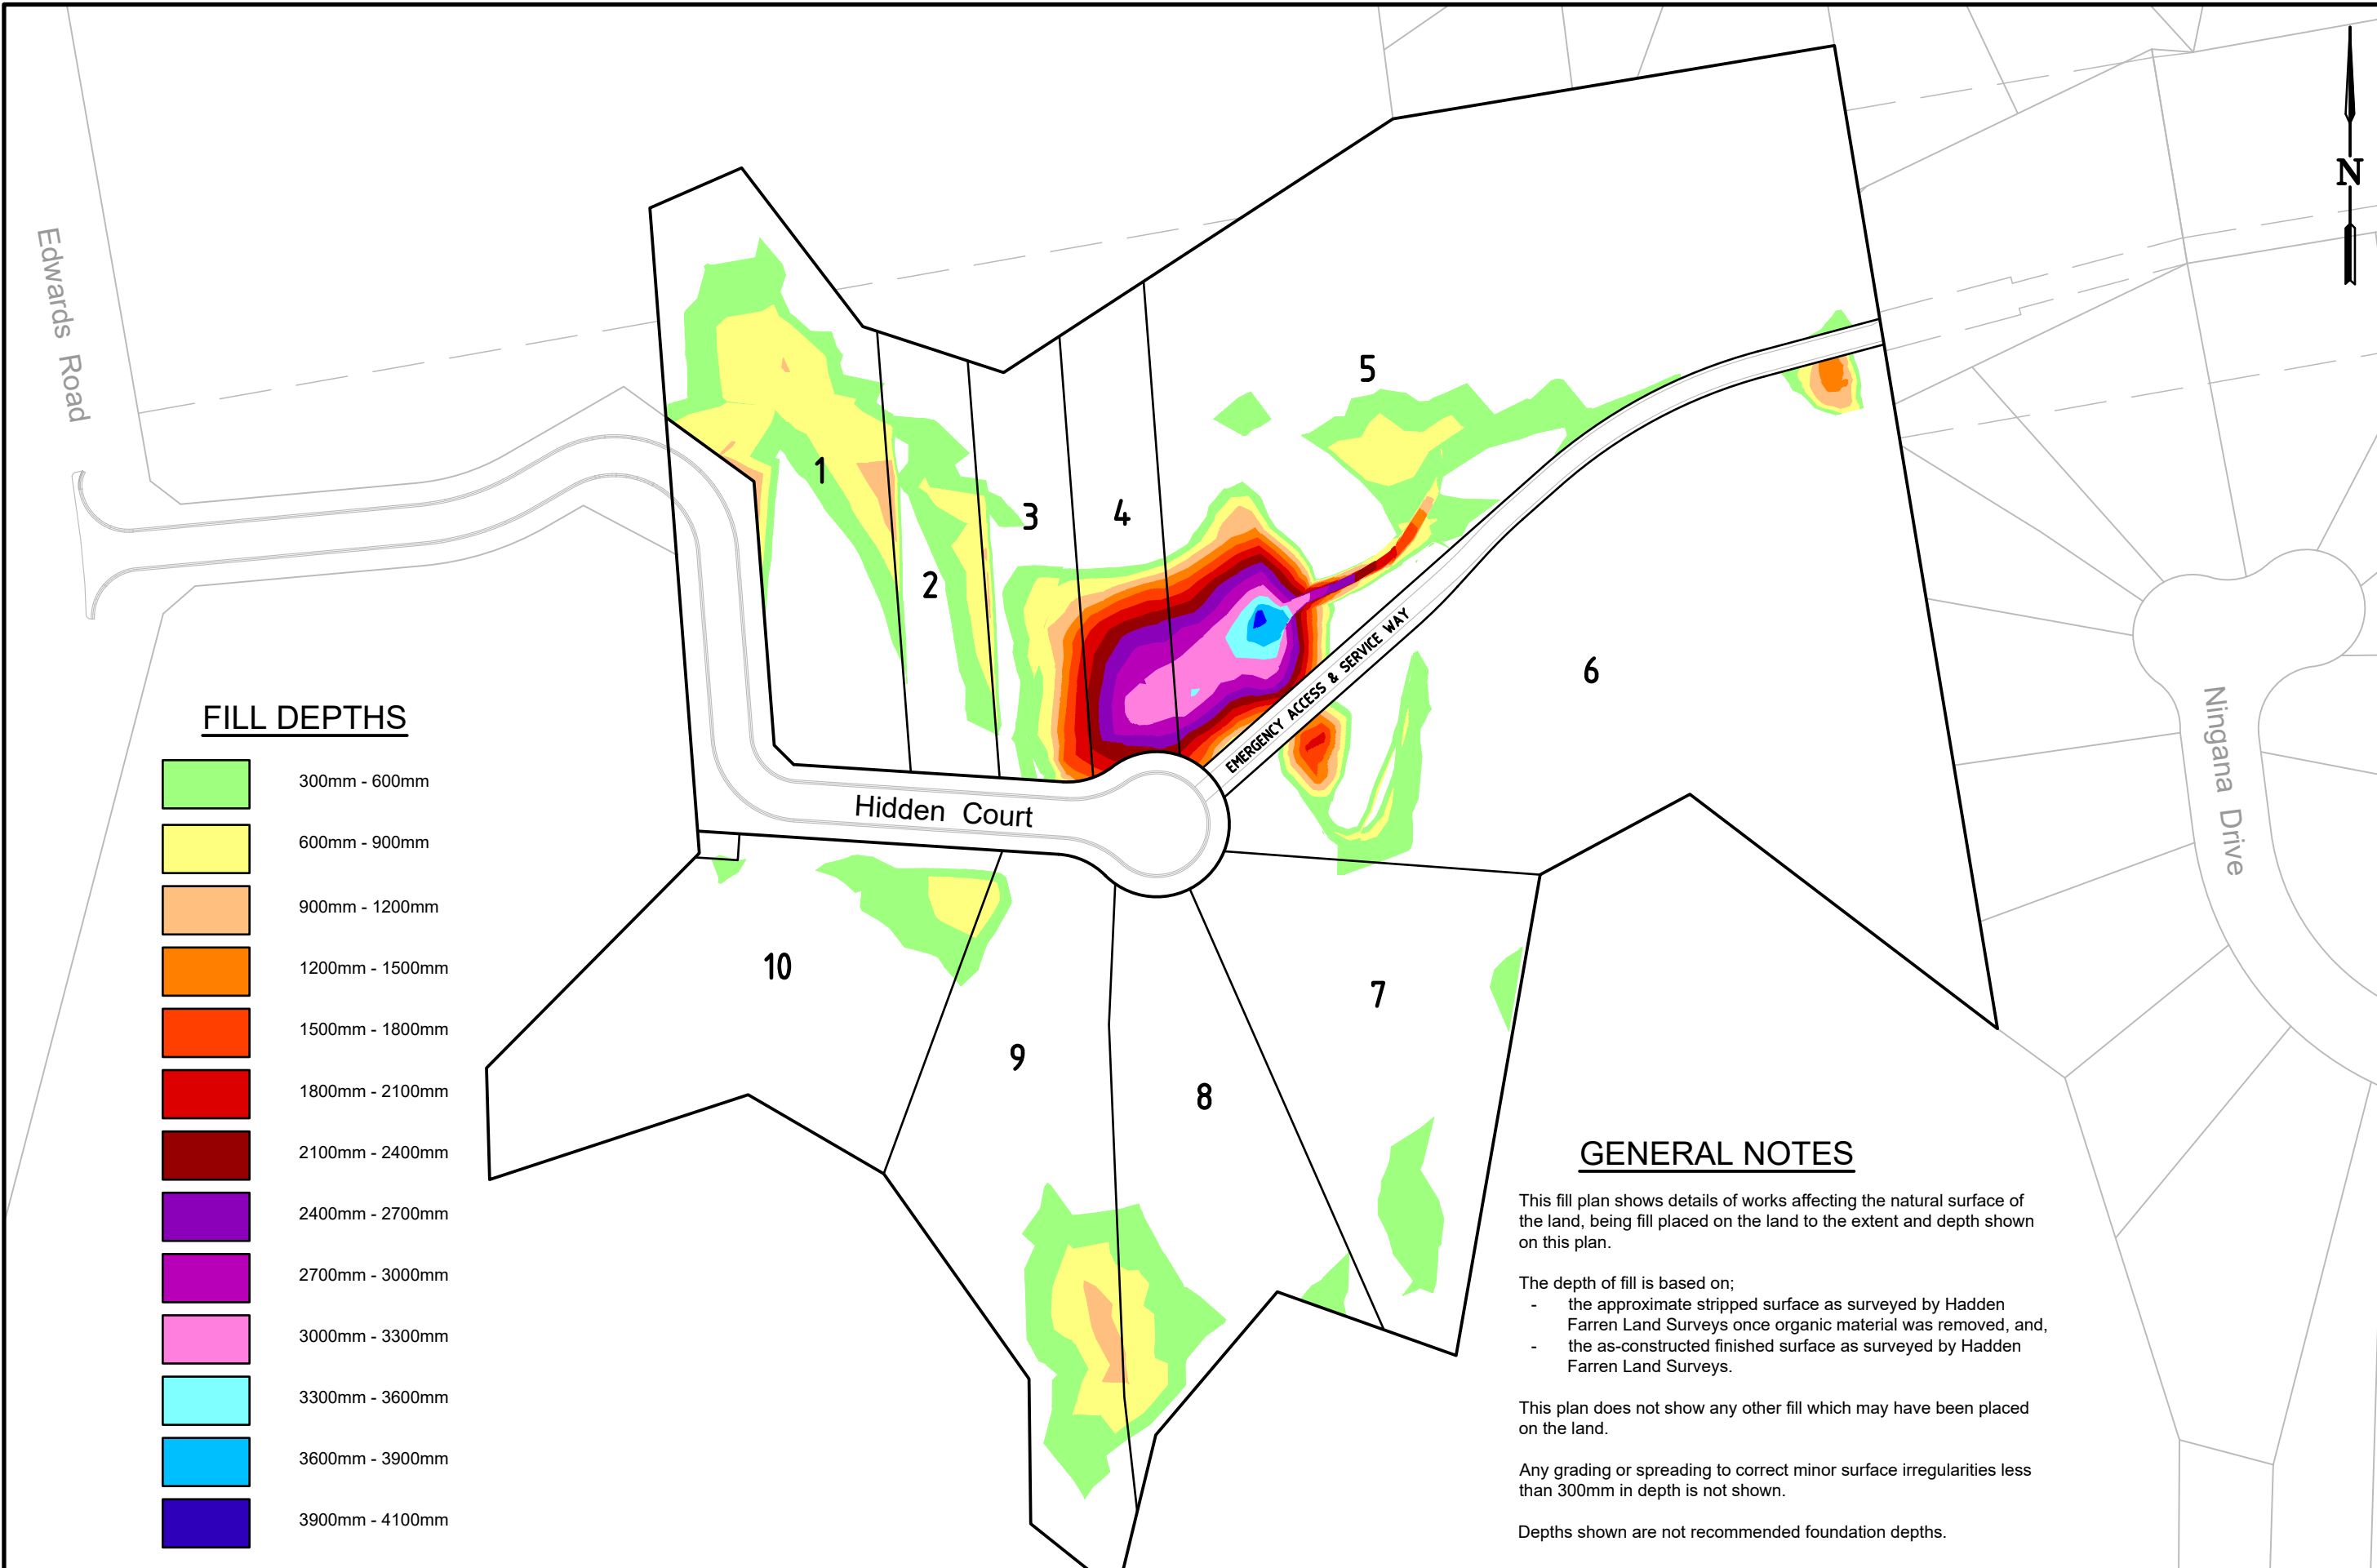 N
Edwards Road
5
1
3
4
2
6
EMERGENCY ACCESS & SERVICE WAY
Ningana Drive
Hidden Court
10
7
9
8
FILL DEPTHS
300mm - 600mm
600mm - 900mm
900mm - 1200mm
1200mm - 1500mm
1500mm - 1800mm
1800mm - 2100mm
2100mm - 2400mm
2400mm - 2700mm
2700mm - 3000mm
3000mm - 3300mm
3300mm - 3600mm
3600mm - 3900mm
3900mm - 4100mm
GENERAL NOTES
This fill plan shows details of works affecting the natural surface of
the land, being fill placed on the land to the extent and depth shown
on this plan.
The depth of fill is based on;
- the approximate stripped surface as surveyed by Hadden
Farren Land Surveys once organic material was removed, and,
- the as-constructed finished surface as surveyed by Hadden
Farren Land Surveys.
This plan does not show any other fill which may have been placed
on the land.
Any grading or spreading to correct minor surface irregularities less
than 300mm in depth is not shown.
Depths shown are not recommended foundation depths.